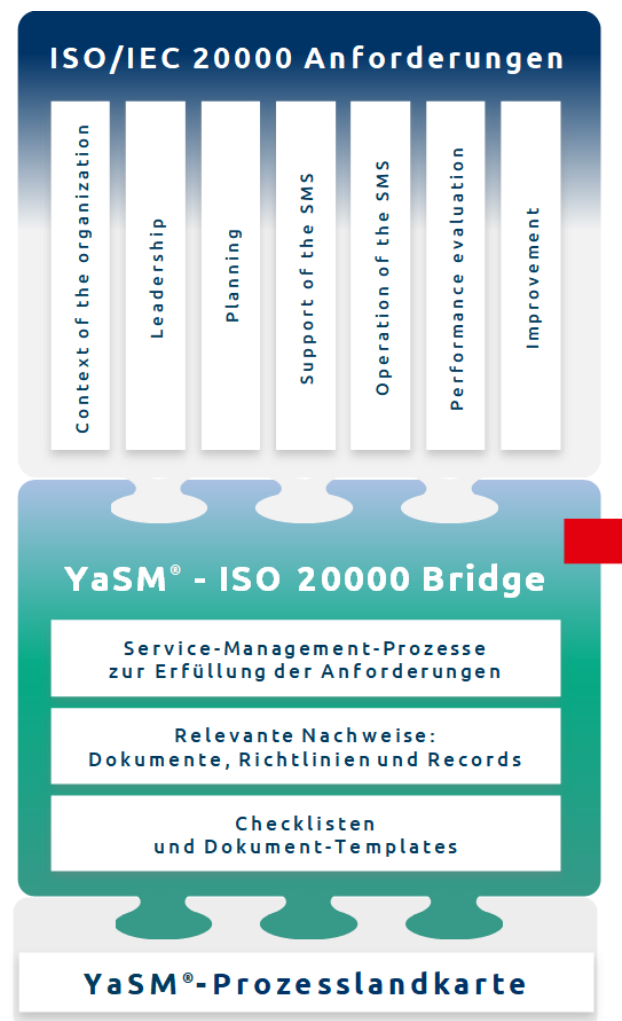 ISO/IEC 20000 Anforderungen
Context of the organization
Leadership
Planning
Support of the SMS
Operation of the SMS
Performance evaluation
Improvement
YaSM® - ISO 20000 Bridge
Service-Management-Prozesse
zur Erfüllung der Anforderungen
Relevante Nachweise:
Dokumente, Richtlinien und Records
Checklisten
und Dokument-Templates
YaSM®-Prozesslandkarte